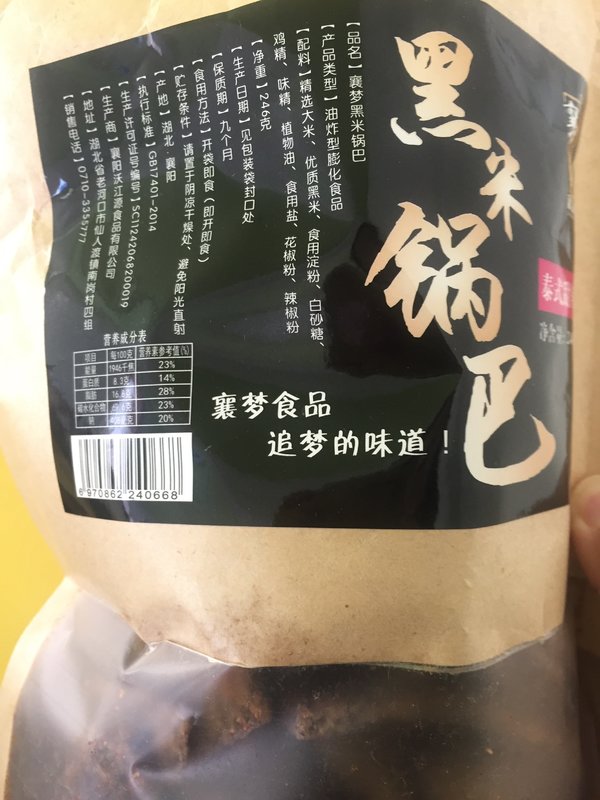 黑米锅巴
【品名】襄梦黑米锅巴
【产品类型】油炸型膨化食品
【配料】精选大米、优质黑米、食用淀粉、白砂糖、
鸡精、味精、植物油、食用盐、花椒粉、辣椒粉
【净重】246克
【生产日期】见包装袋封口处
【保质期】九个月
【食用方法】开袋即食(即开即食)
【贮存条件】请置于阴凉干燥处、避免阳光直射
【产地】湖北 襄阳
【执行标准】GB17401-2014
【生产许可证号编号】SC11242068200019
【生产商】襄阳沃江源食品有限公司
【地址】湖北省老河口市仙人渡镇南岗村四组
【销售电话】0710-3355777
营养成分表
项目 每100克 营养素参考值(%)
能量 1946千焦 23%
蛋白质 8.3克 14%
脂肪 16.8克 28%
碳水化合物 23%
钠 20%
6 970862 240668
襄梦食品
追梦的味道!